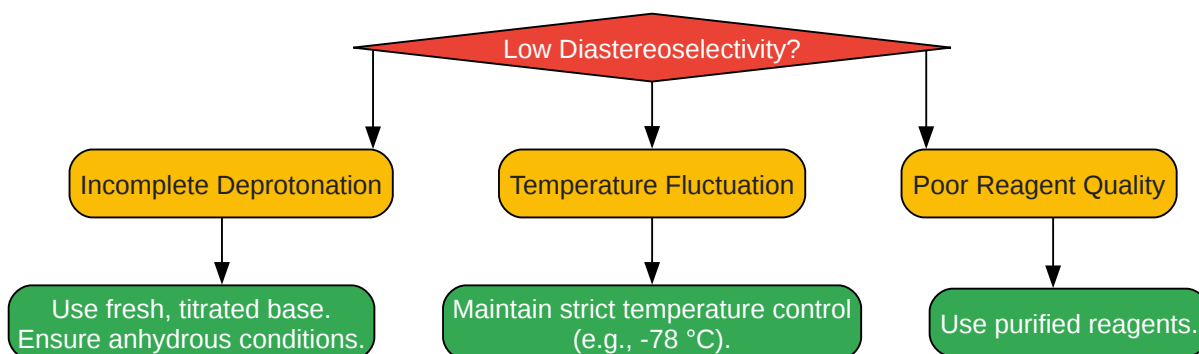 Low Diastereoselectivity?
Incomplete Deprotonation
Temperature Fluctuation
Poor Reagent Quality
Use fresh, titrated base.
Ensure anhydrous conditions.
Maintain strict temperature control
(e.g., -78 °C).
Use purified reagents.